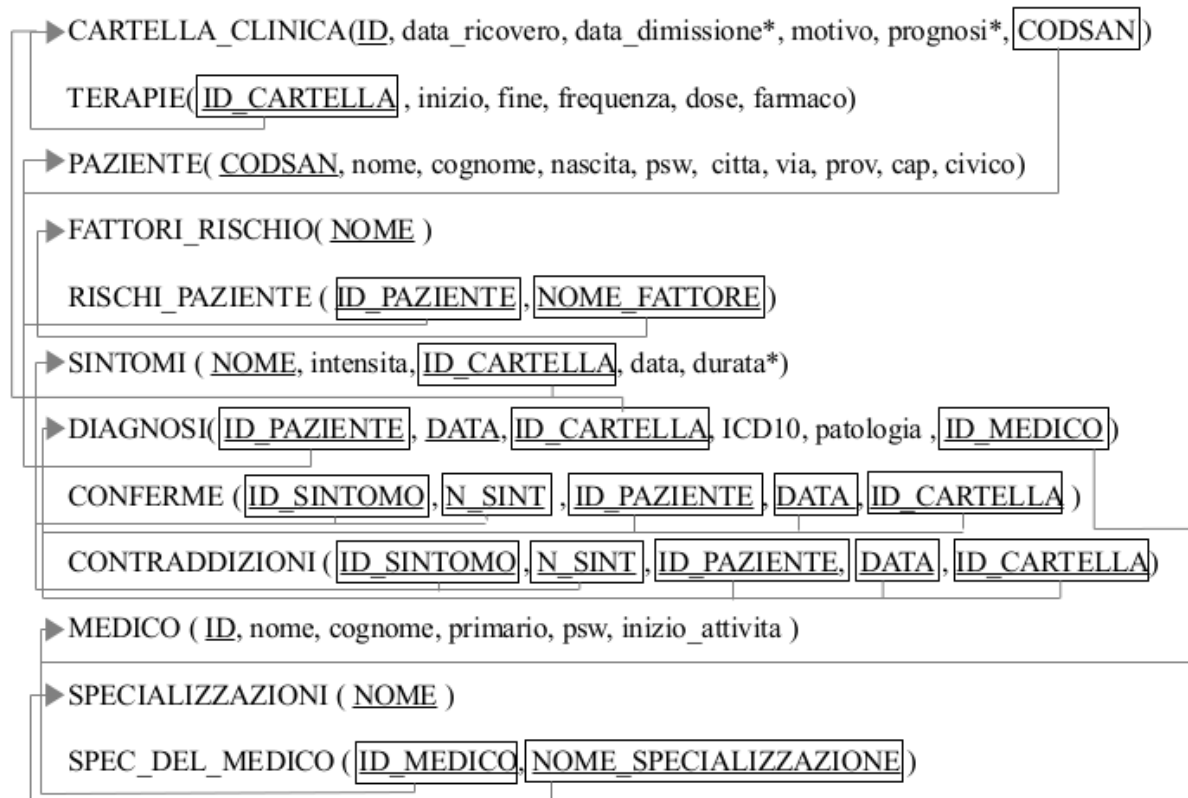 CARTELLA_CLINICA(ID, data_ricovero, data_dimissione*, motivo, prognosi*, CODSAN)
TERAPIE( ID_CARTELLA , inizio, fine, frequenza, dose, farmaco)
PAZIENTE( CODSAN, nome, cognome, nascita, psw, citta, via, prov, cap, civico)
FATTORI_RISCHIO( NOME )
RISCHI_PAZIENTE ( ID_PAZIENTE , NOME_FATTORE )
SINTOMI ( NOME, intensita, ID_CARTELLA, data, durata*)
DIAGNOSI( ID_PAZIENTE , DATA, ID_CARTELLA, ICD10, patologia , ID_MEDICO )
CONFERME ( ID_SINTOMO , N_SINT , ID_PAZIENTE , DATA , ID_CARTELLA )
CONTRADDIZIONI ( ID_SINTOMO , N_SINT , ID_PAZIENTE, DATA , ID_CARTELLA)
MEDICO ( ID, nome, cognome, primario, psw, inizio_attivita )
SPECIALIZZAZIONI ( NOME )
SPEC_DEL_MEDICO ( ID_MEDICO, NOME_SPECIALIZZAZIONE )